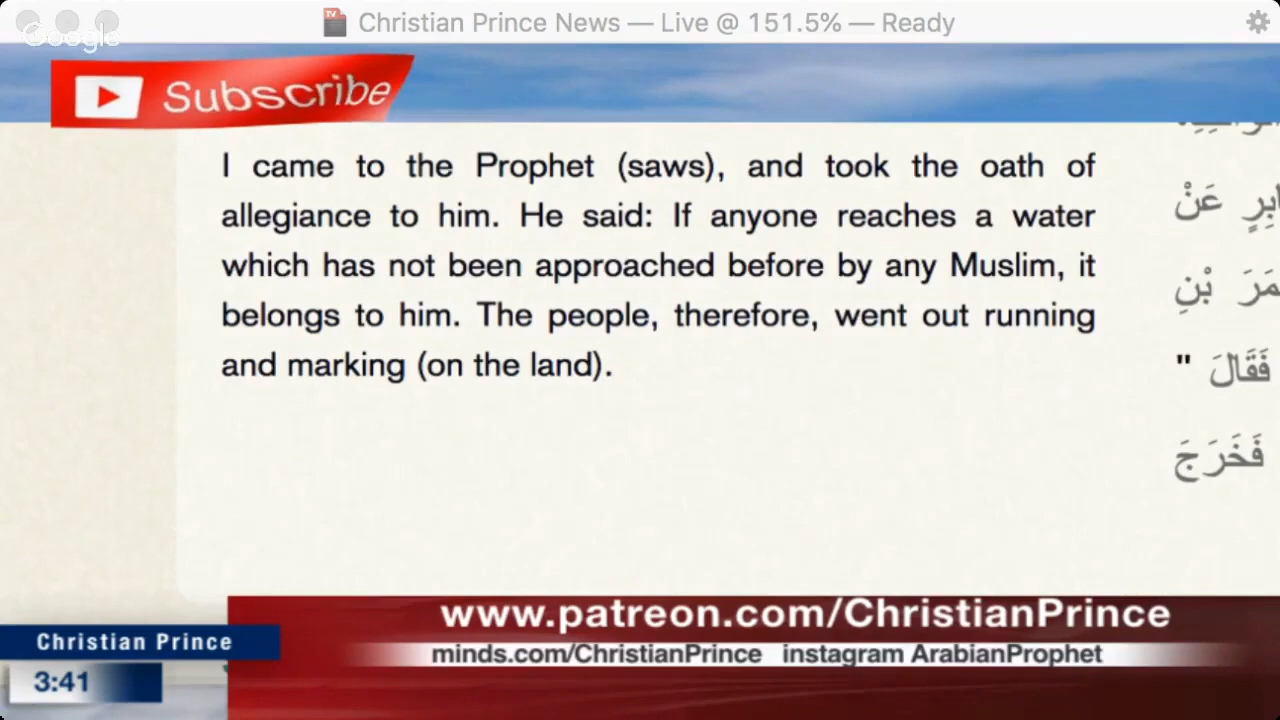 Christian Prince News — Live @ 151.5% — Ready
Google
Subscribe
I came to the Prophet (saws), and took the oath of
allegiance to him. He said: If anyone reaches a water
which has not been approached before by any Muslim, it
belongs to him. The people, therefore, went out running
and marking (on the land).
عَنْ
بْنِ
فَقَالَ "
فَخَرَجَ
www.patreon.com/ChristianPrince
Christian Prince
minds.com/ChristianPrince instagram ArabianProphet
3:41